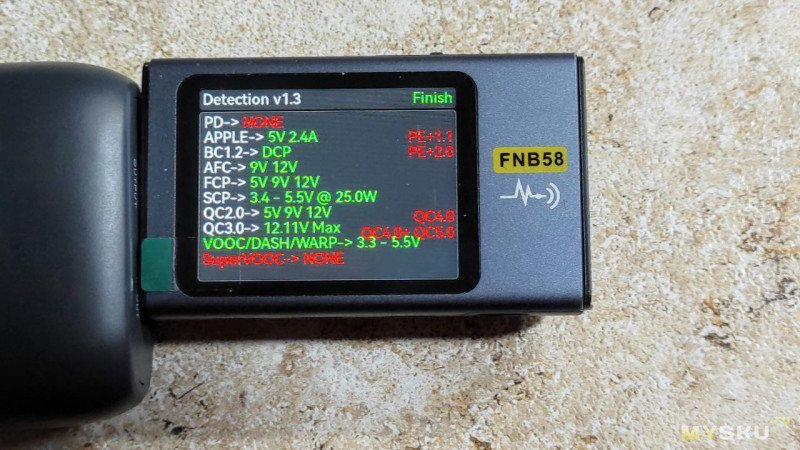 Detection v1.3 Finish
PD-> NONE
APPLE-> 5V 2.4A PE+1.1
BC1.2-> DCP PE+2.0
AFC-> 9V 12V
FCP-> 5V 9V 12V
SCP-> 3.4 - 5.5V @ 25.0W
QC2.0-> 5V 9V 12V QC4.0
QC3.0-> 12.11V Max QC4.0+ QC5.0
VOOC/DASH/WARP-> 3.3 - 5.5V
SuperVOOC-> NONE
FNB58
MYSKU